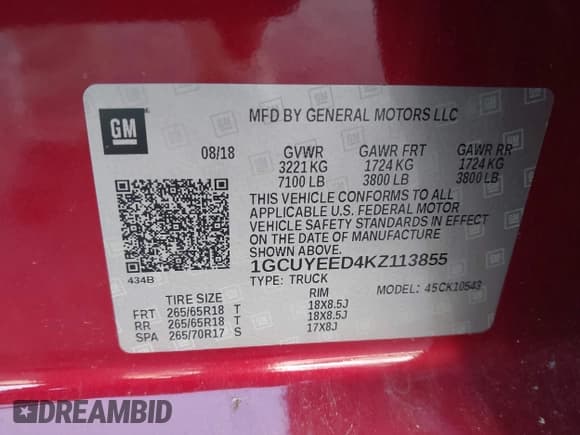 GM
MFD BY GENERAL MOTORS LLC
08/18 GVWR GAWR FRT GAWR RR
3221 KG 1724 KG 1724 KG
7100 LB 3800 LB 3800 LB
THIS VEHICLE CONFORMS TO ALL
APPLICABLE U.S. FEDERAL MOTOR
VEHICLE SAFETY STANDARDS IN EFFECT
ON THE DATE OF MANUFACTURE
1GCUYEED4KZ113855
434B TYPE: TRUCK MODEL: 4SCK10543
TIRE SIZE RIM
FRT 265/65R18 T 18X8.5J
RR 265/65R18 T 18X8.5J
SPA 265/70R17 S 17X8J
DREAMBID